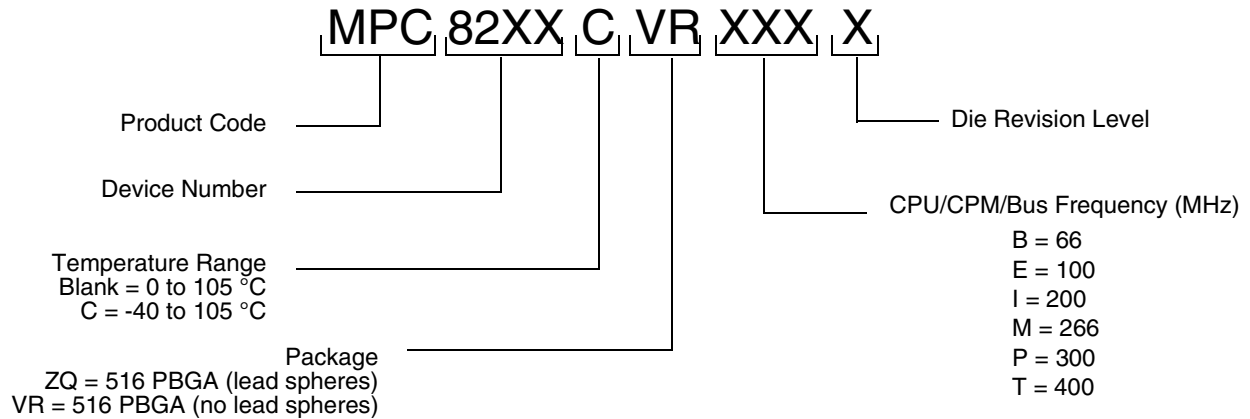 MPC 82XX C VR XXX X
Product Code
Device Number
Temperature Range
Blank = 0 to 105 °C
C = -40 to 105 °C
Package
ZQ = 516 PBGA (lead spheres)
VR = 516 PBGA (no lead spheres)
Die Revision Level
CPU/CPM/Bus Frequency (MHz)
B = 66
E = 100
I = 200
M = 266
P = 300
T = 400